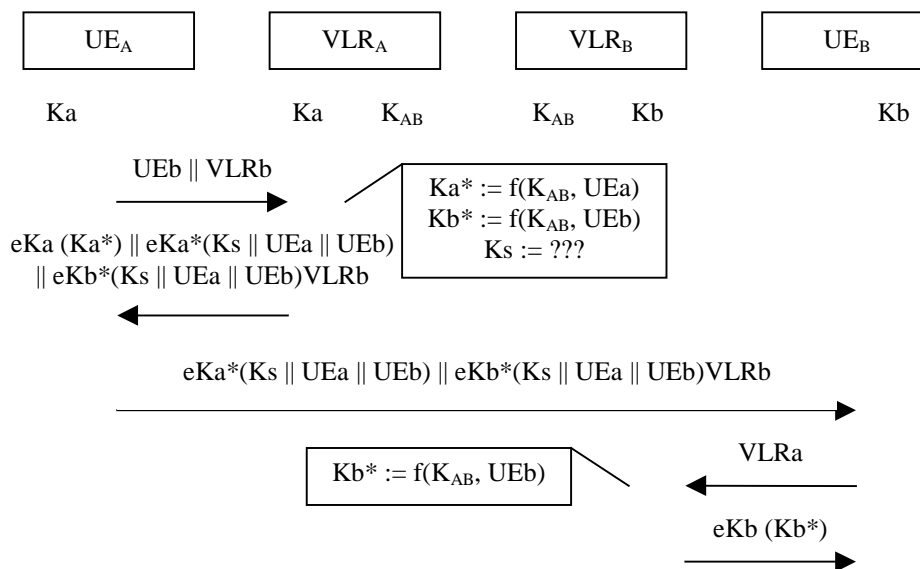 UE_A VLR_A VLR_B UE_B
Ka Ka K_AB K_AB Kb Kb
UEb || VLRb
Ka* := f(K_AB, UEa)
Kb* := f(K_AB, UEb)
Ks := ???
eKa (Ka*) || eKa*(Ks || UEa || UEb)
|| eKb*(Ks || UEa || UEb)VLRb
eKa*(Ks || UEa || UEb) || eKb*(Ks || UEa || UEb)VLRb
VLRa
Kb* := f(K_AB, UEb)
eKb (Kb*)